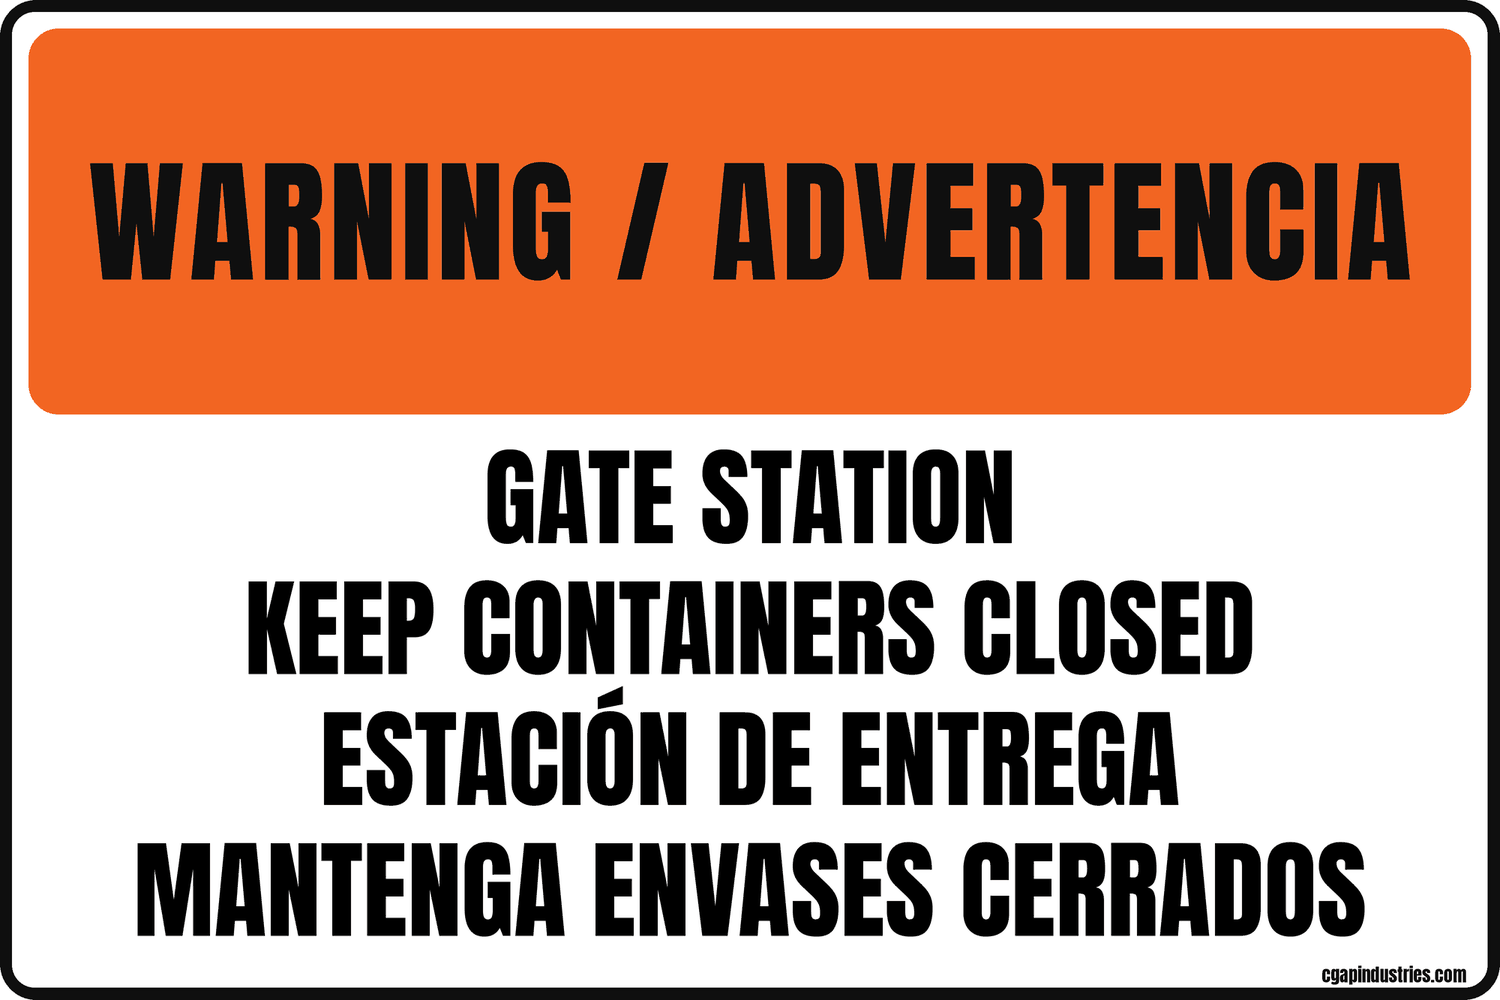 WARNING / ADVERTENCIA
GATE STATION
KEEP CONTAINERS CLOSED
ESTACIÓN DE ENTREGA
MANTENGA ENVASES CERRADOS
cgapindustries.com